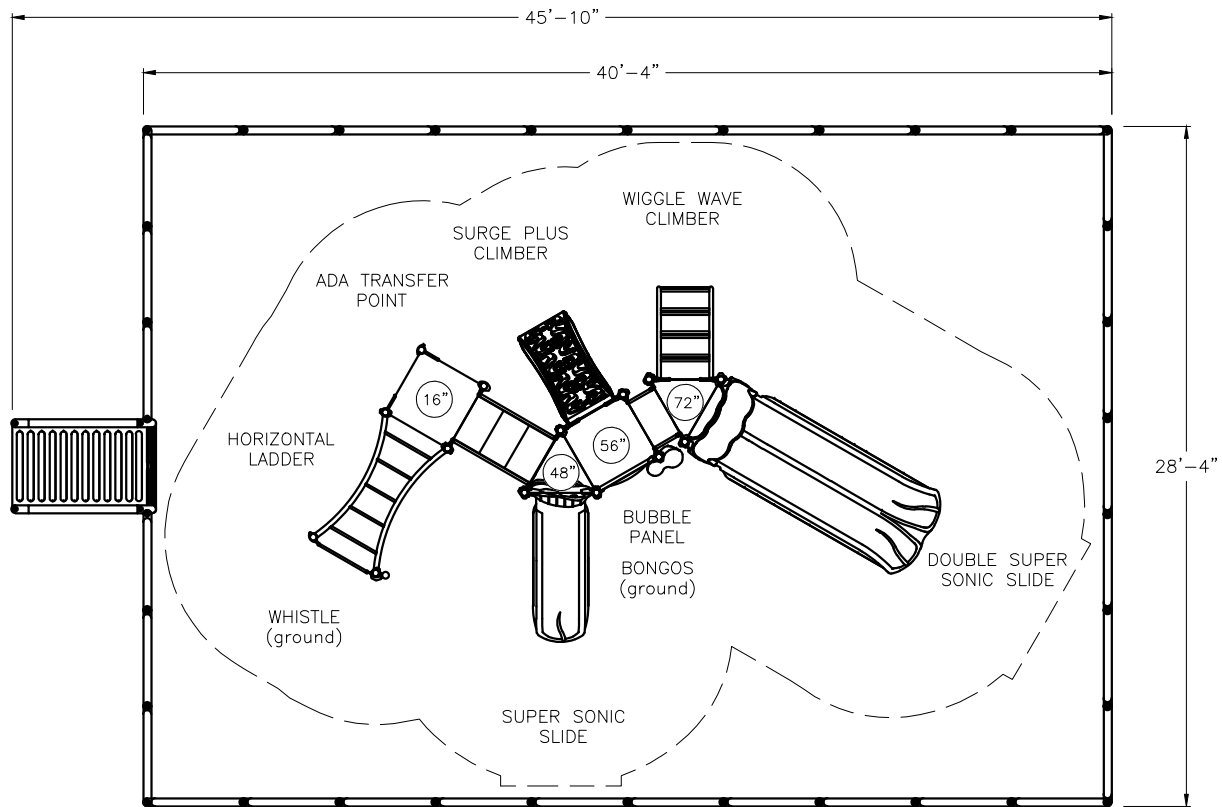 45'-10"
40'-4"
WIGGLE WAVE
CLIMBER
SURGE PLUS
CLIMBER
ADA TRANSFER
POINT
16"
72"
56"
48"
HORIZONTAL
LADDER
28'-4"
BUBBLE
PANEL
BONGOS
(ground)
DOUBLE SUPER
SONIC SLIDE
WHISTLE
(ground)
SUPER SONIC
SLIDE